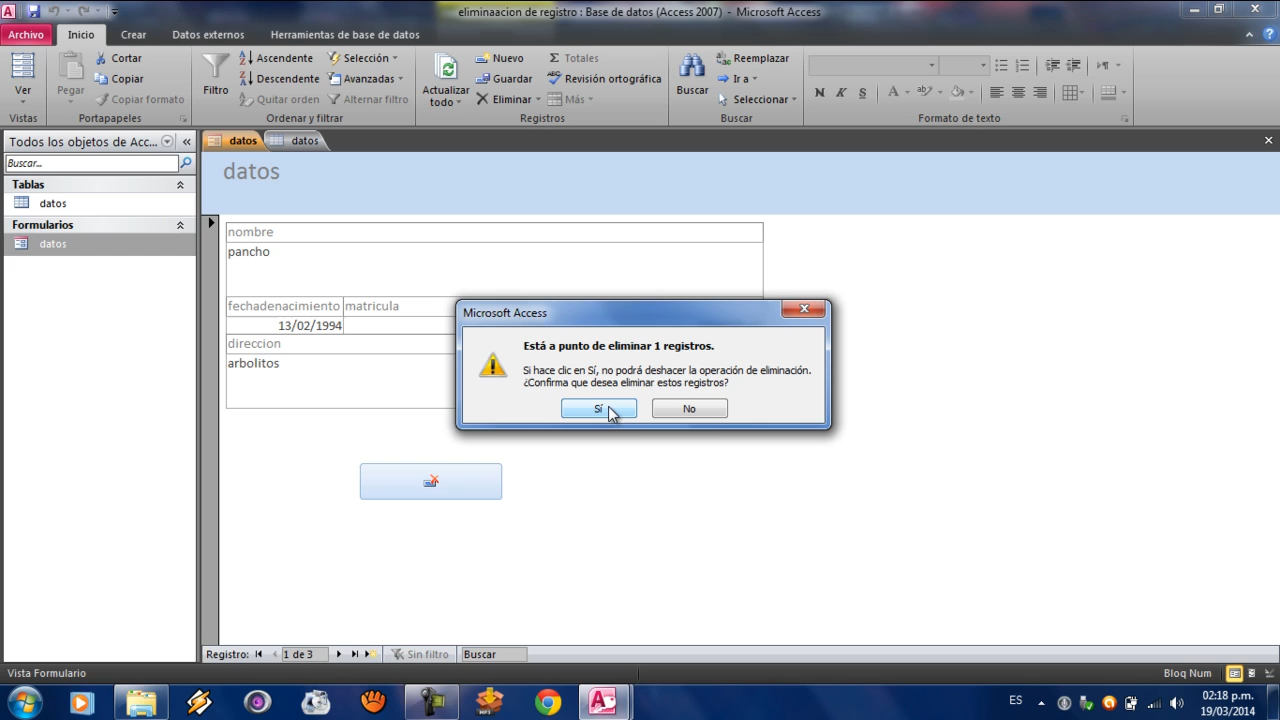 eliminaacion de registro : Base de datos (Access 2007) - Microsoft Access
Archivo Inicio Crear Datos externos Herramientas de base de datos
Ver
Vistas
Pegar
Cortar
Copiar
Copiar formato
Portapapeles
Filtro
Ascendente
Descendente
Quitar orden
Selección
Avanzadas
Alternar filtro
Ordenar y filtrar
Actualizar todo
Nuevo
Guardar
Eliminar
Totales
Revisión ortográfica
Más
Registros
Buscar
Reemplazar
Ir a
Seleccionar
Buscar
N K S
A
Formato de texto
Todos los objetos de Acc...
Buscar...
Tablas
datos
Formularios
datos
datos datos
datos
nombre
pancho
fechadenacimiento matricula
13/02/1994
direccion
arbolitos
Microsoft Access
Está a punto de eliminar 1 registros.
Si hace clic en Sí, no podrá deshacer la operación de eliminación.
¿Confirma que desea eliminar estos registros?
Sí No
Registro: 1 de 3 Sin filtro Buscar
Vista Formulario Bloq Num
MP3
ES
02:18 p.m.
19/03/2014